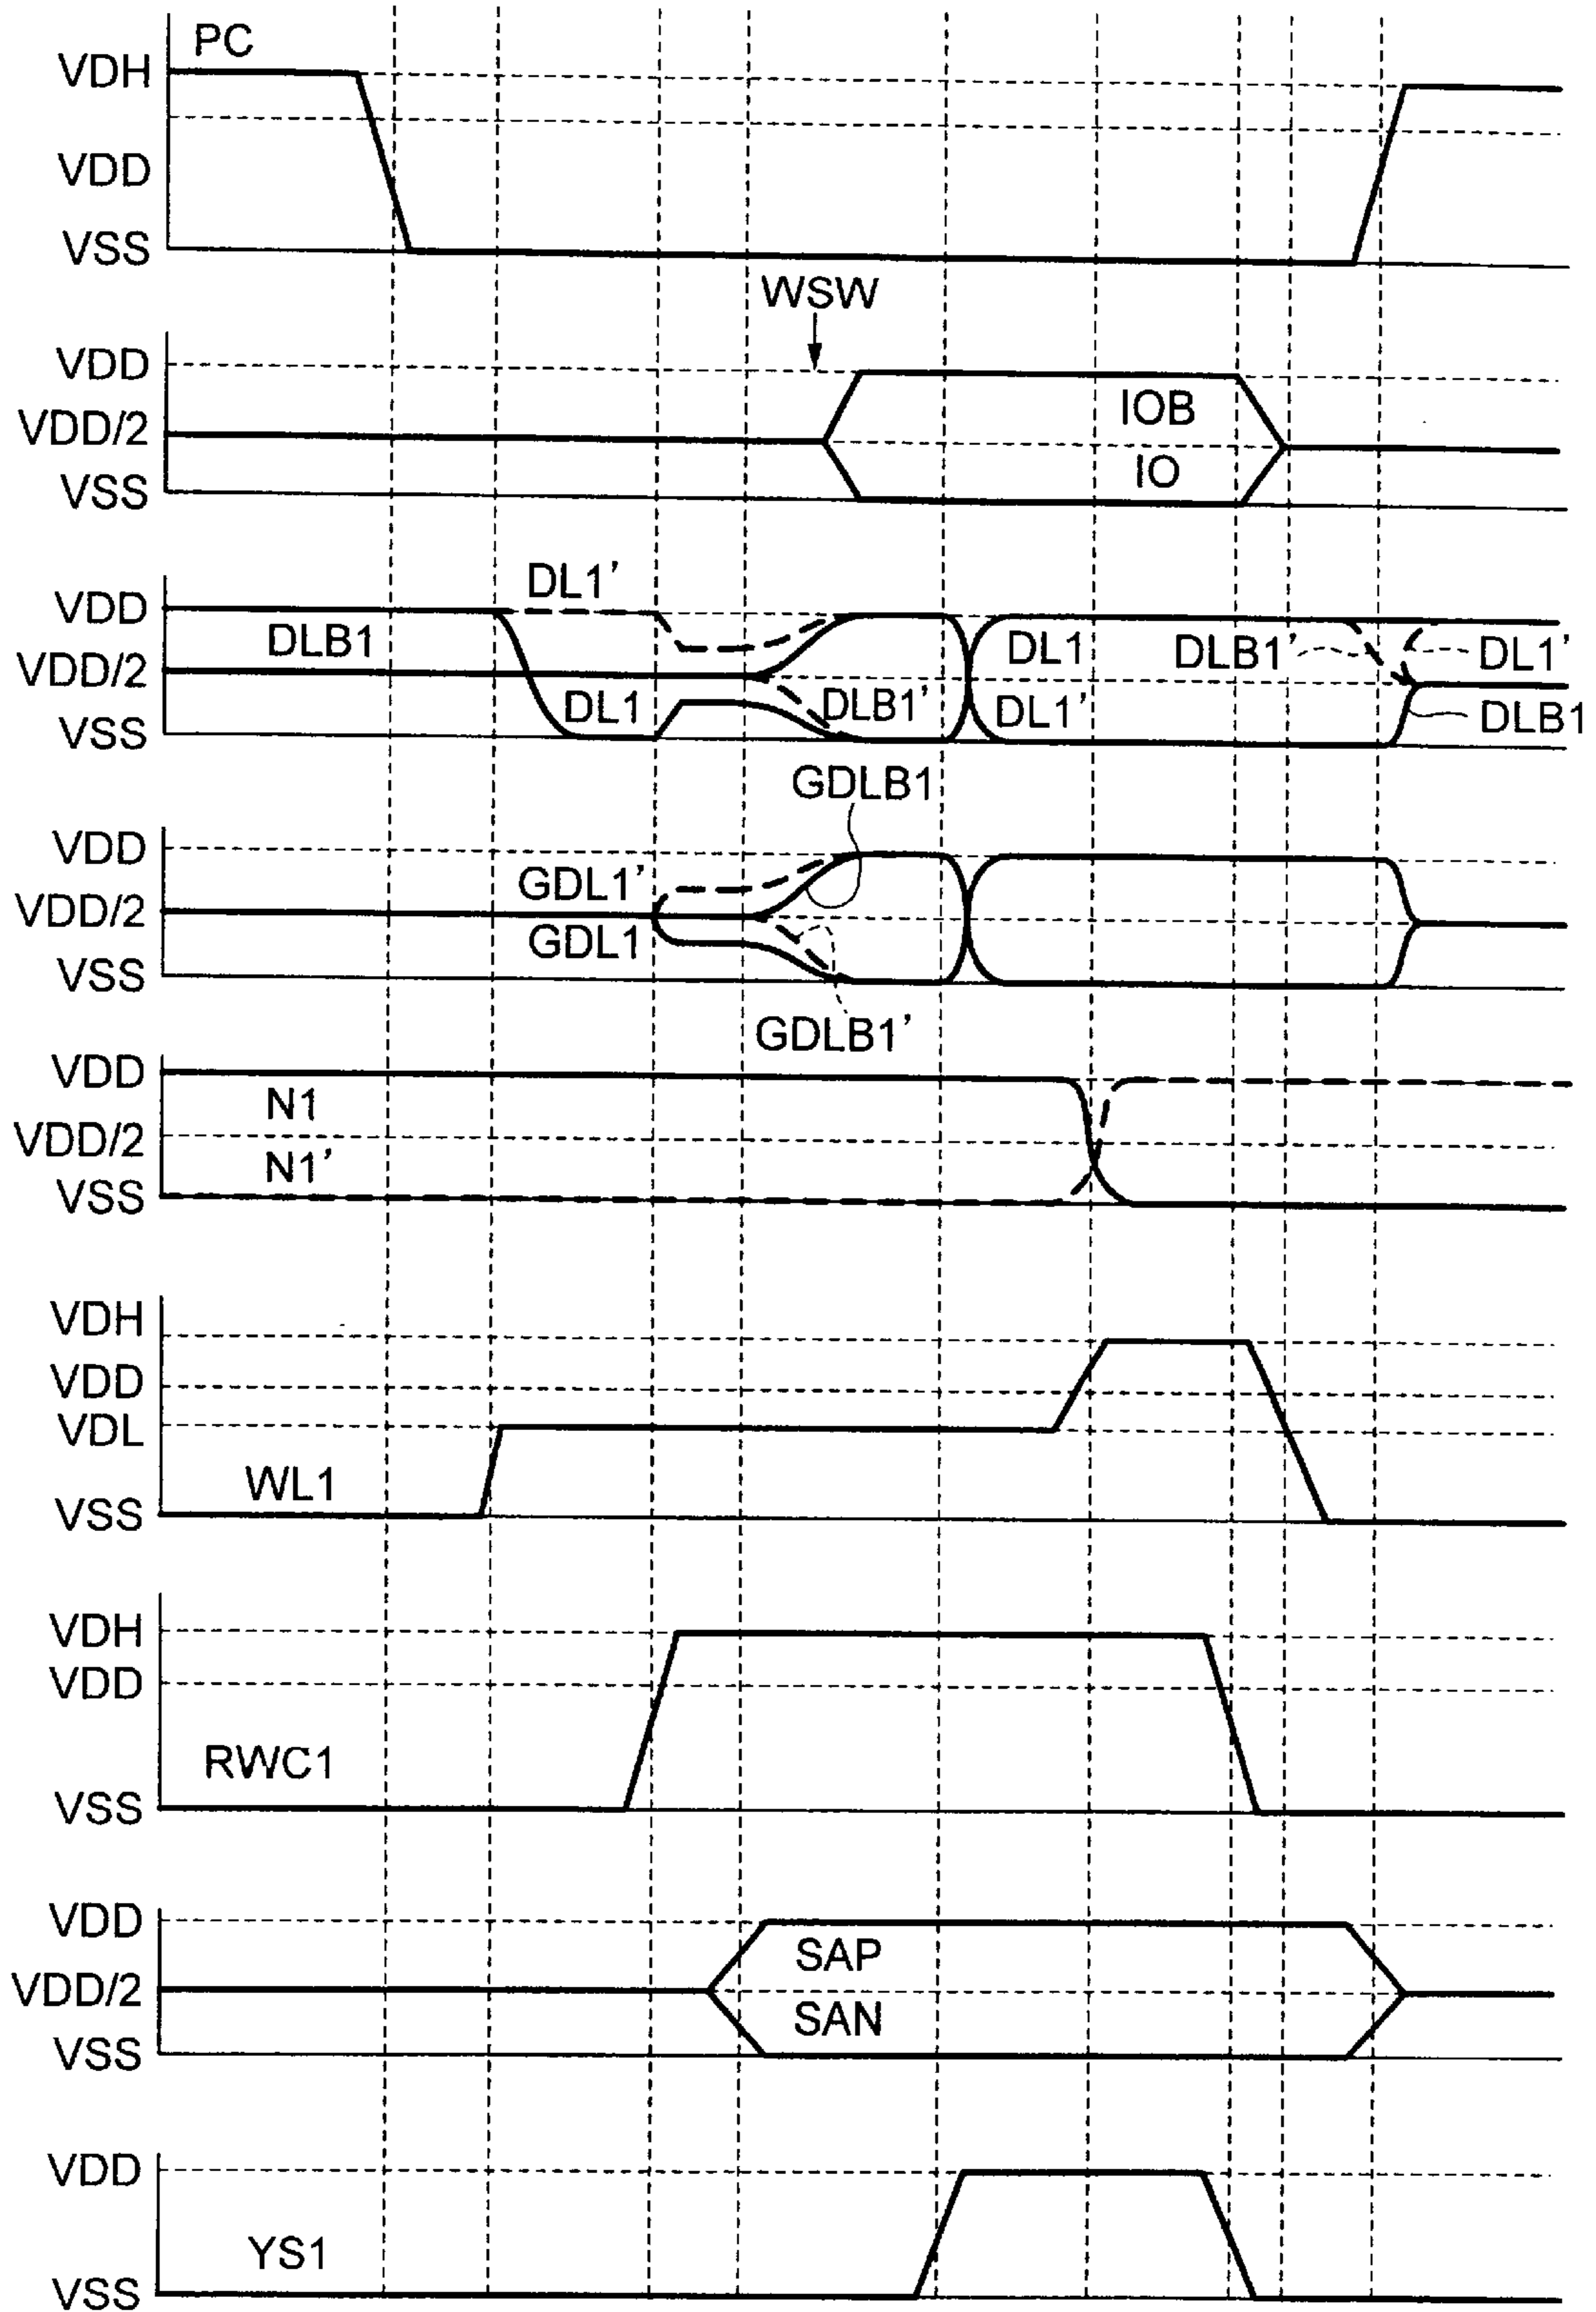 PC
VDH
VDD
VSS
WSW
VDD
VDD/2
VSS
IOB
IO
DL1’
VDD
DLB1
VDD/2
DL1
VSS
DLB1’
DL1
DL1’
DLB1’
DL1’
DLB1
GDLB1
VDD
GDL1’
VDD/2
GDL1
VSS
GDLB1’
VDD
N1
VDD/2
N1’
VSS
VDH
VDD
VDL
WL1
VSS
VDH
VDD
RWC1
VSS
VDD
SAP
VDD/2
SAN
VSS
VDD
YS1
VSS